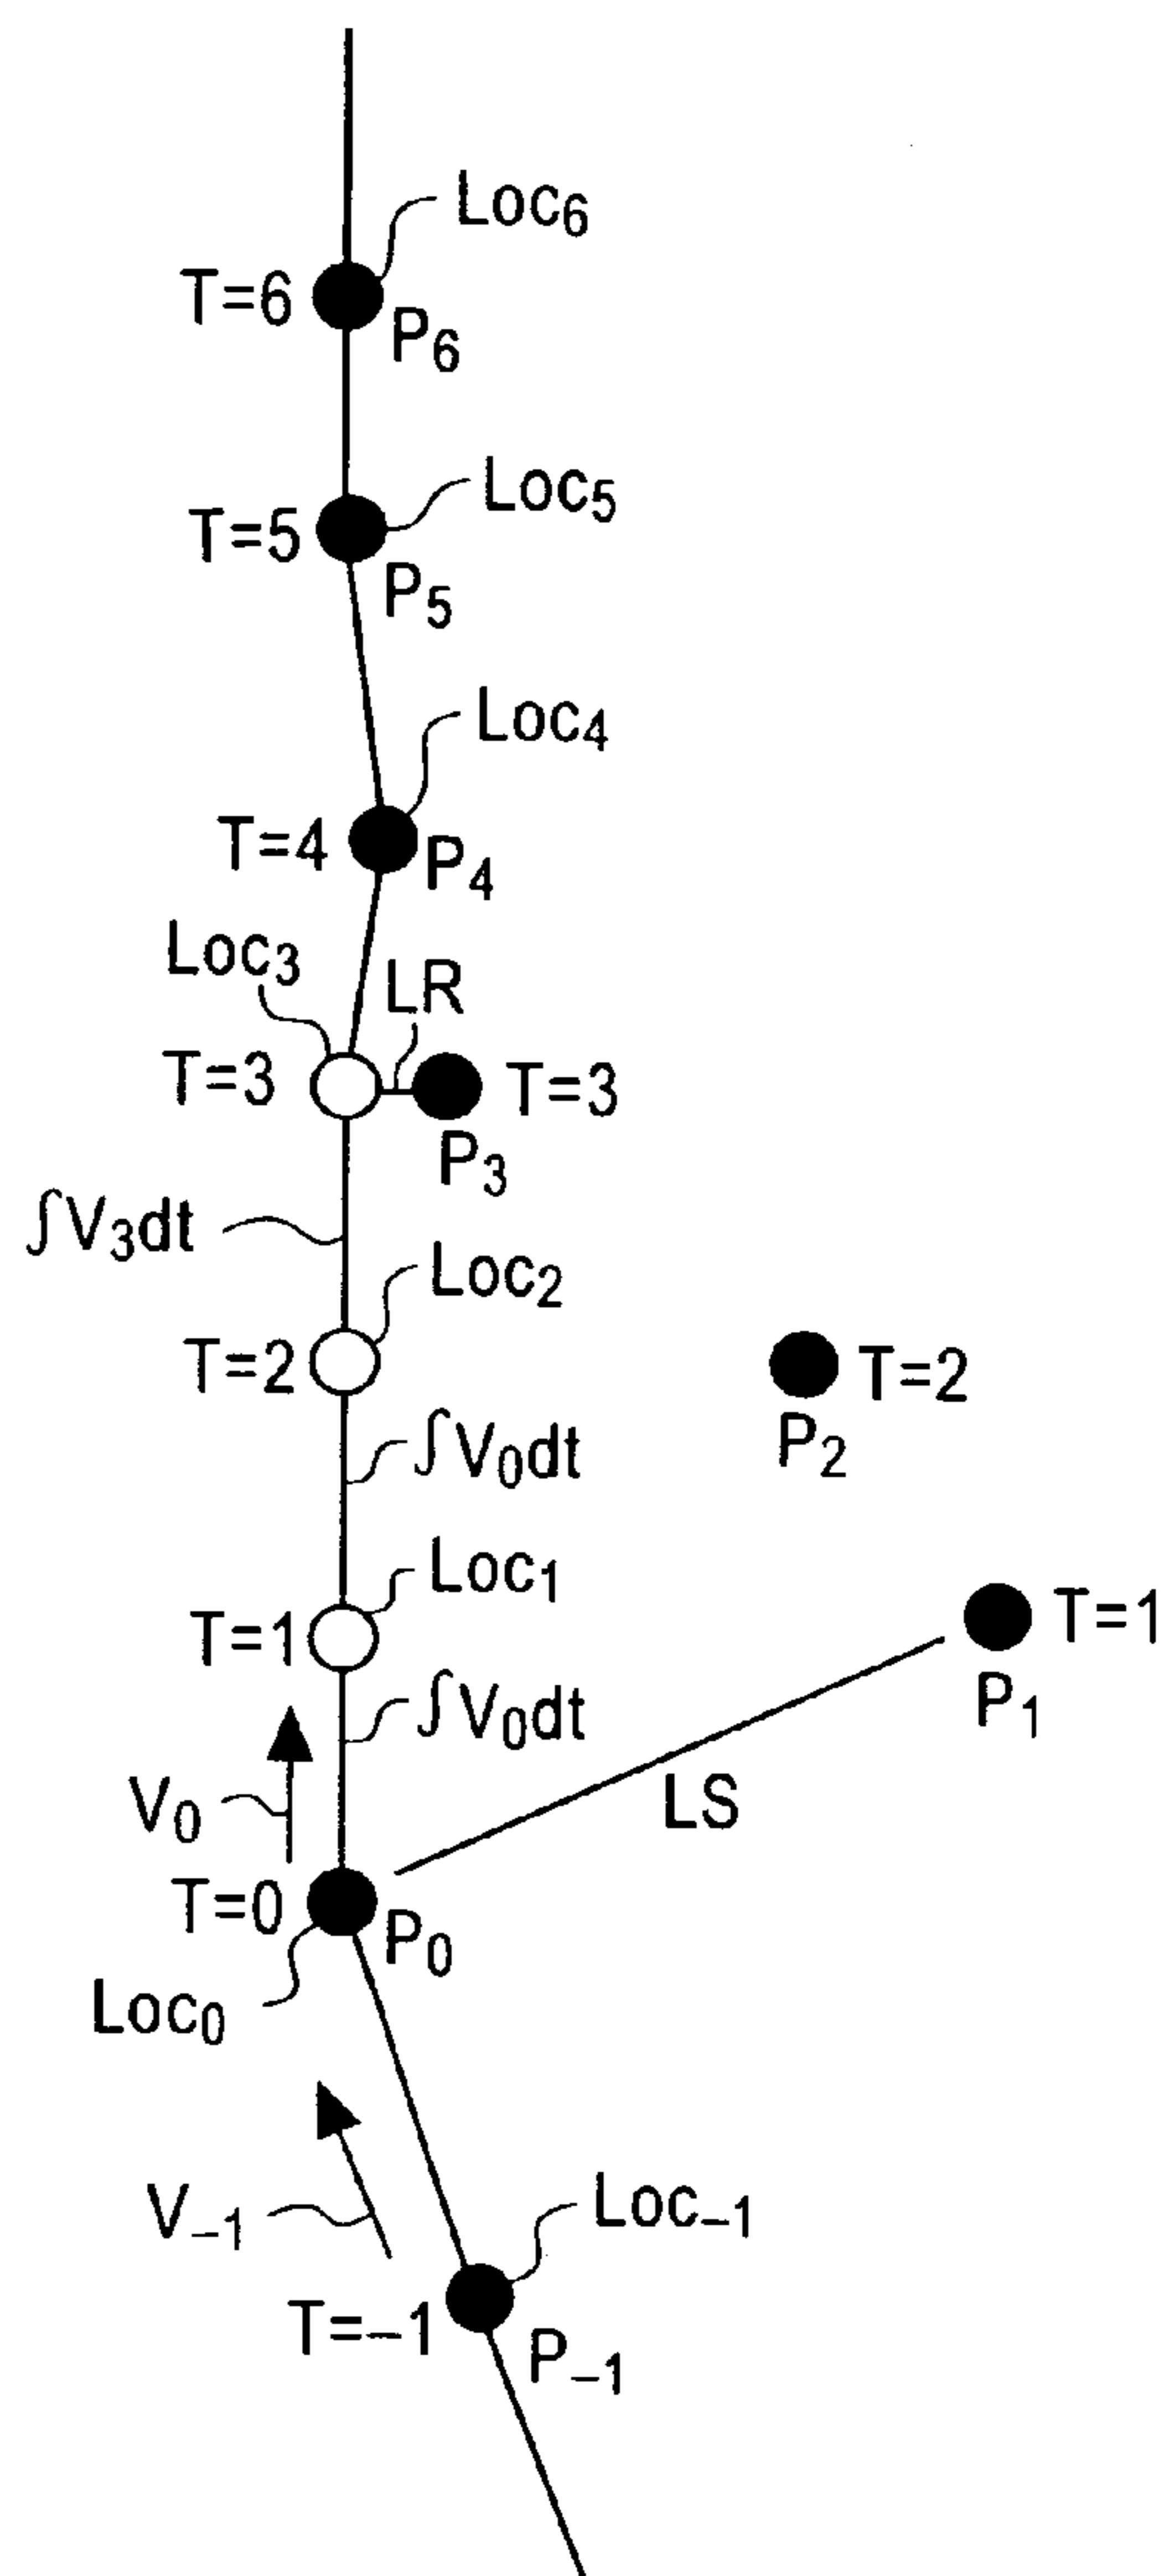 Loc₆
T=6
P₆
Loc₅
T=5
P₅
Loc₄
T=4
P₄
Loc₃
LR
T=3
T=3
P₃
∫V₃dt
Loc₂
T=2
T=2
P₂
∫V₀dt
Loc₁
T=1
T=1
P₁
∫V₀dt
V₀
LS
T=0
P₀
Loc₀
V₋₁
Loc₋₁
T=−1
P₋₁